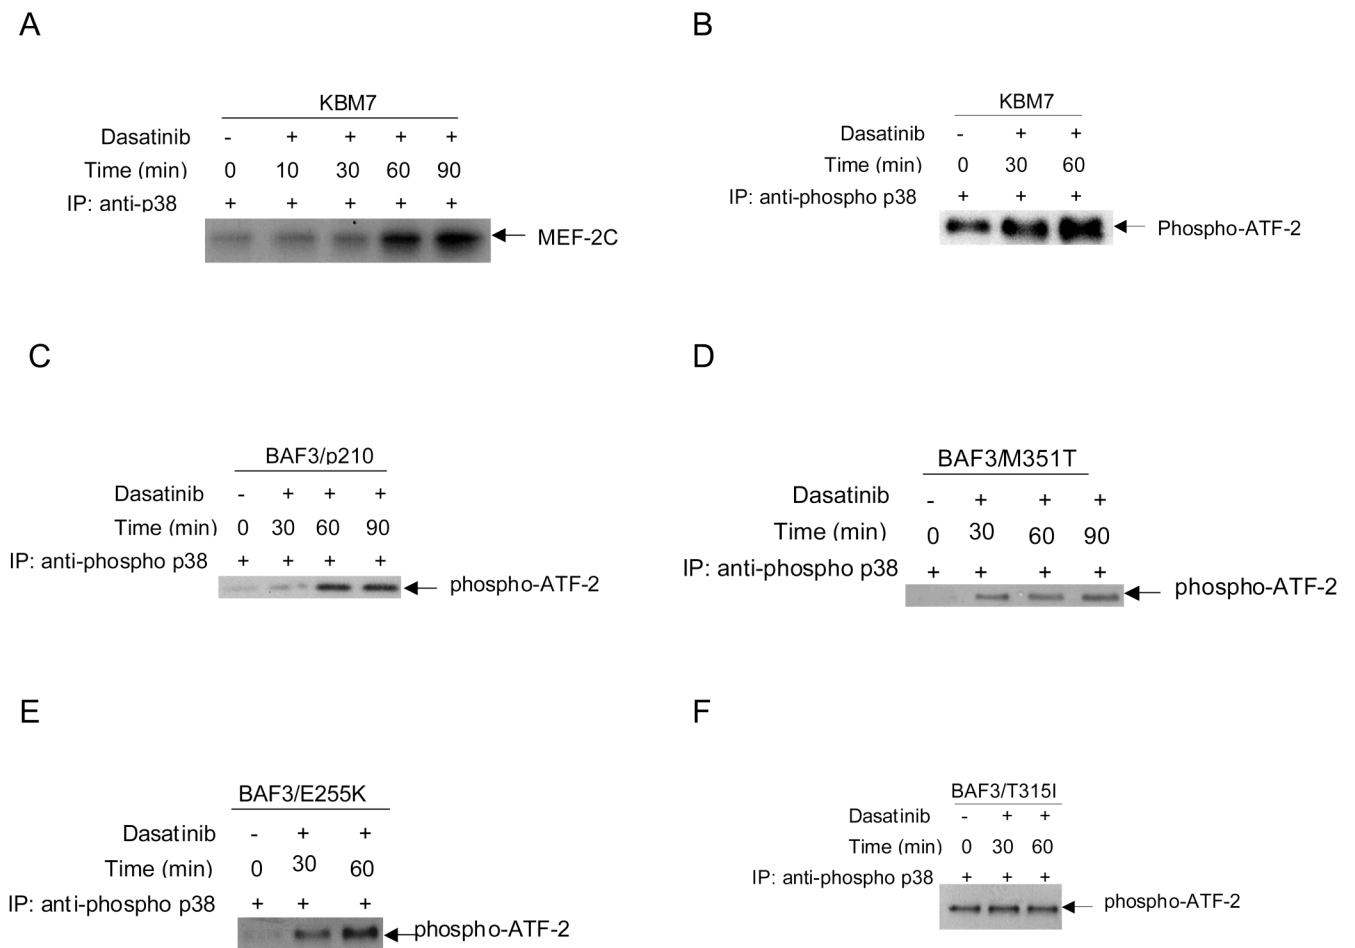 A
KBM7
Dasatinib - + + + +
Time (min) 0 10 30 60 90
IP: anti-p38 + + + + +
MEF-2C
B
KBM7
Dasatinib - + +
Time (min) 0 30 60
IP: anti-phospho p38 + + +
Phospho-ATF-2
C
BAF3/p210
Dasatinib - + + +
Time (min) 0 30 60 90
IP: anti-phospho p38 + + + +
phospho-ATF-2
D
BAF3/M351T
Dasatinib - + + +
Time (min) 0 30 60 90
IP: anti-phospho p38 + + + +
phospho-ATF-2
E
BAF3/E255K
Dasatinib - + +
Time (min) 0 30 60
IP: anti-phospho p38 + + +
phospho-ATF-2
F
BAF3/T315I
Dasatinib - + +
Time (min) 0 30 60
IP: anti-phospho p38 + + +
phospho-ATF-2